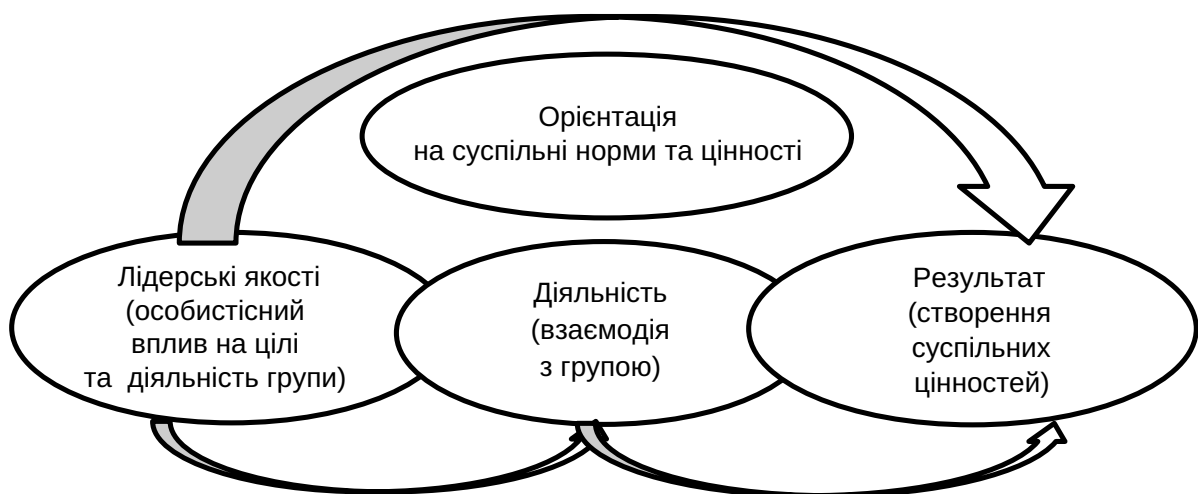 Орієнтація
на суспільні норми та цінності
Лідерські якості
(особистісний
вплив на цілі
та діяльність групи)
Діяльність
(взаємодія
з групою)
Результат
(створення
суспільних
цінностей)